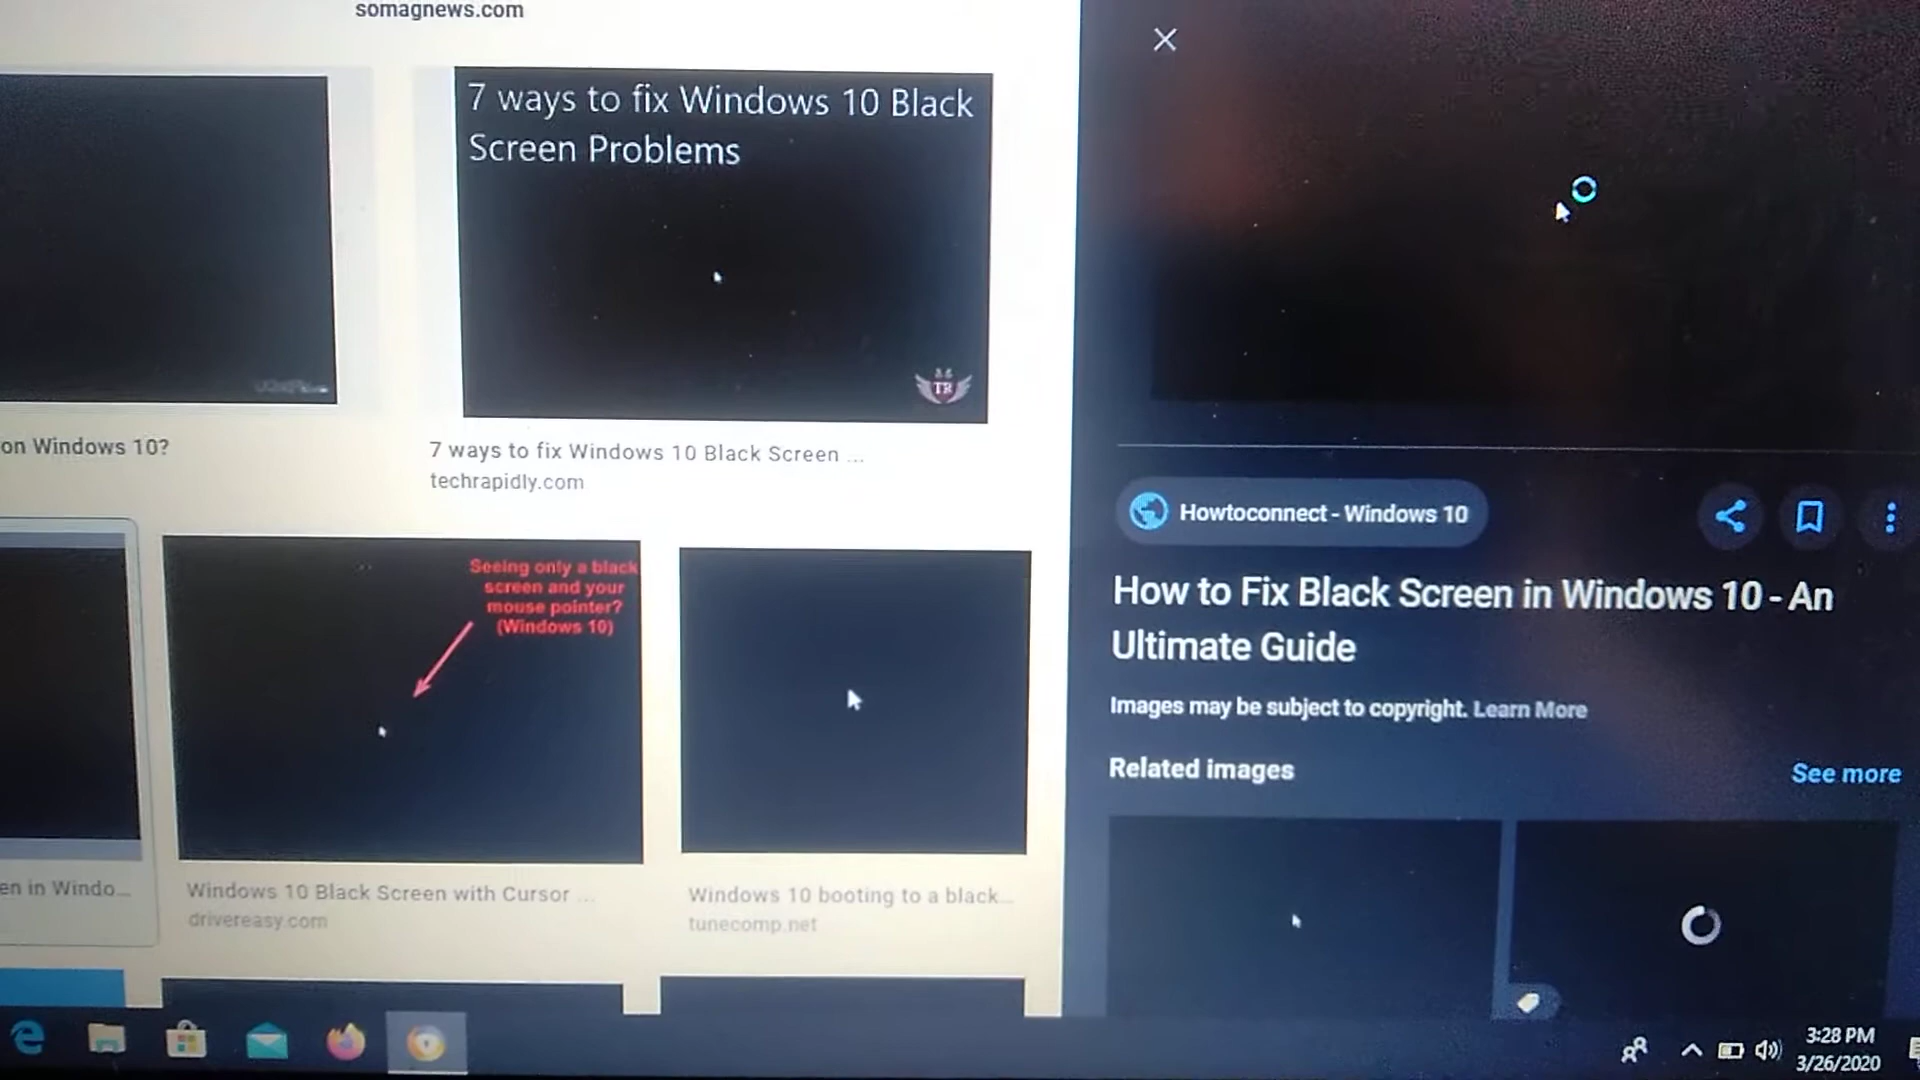 somagnews.com
7 ways to fix Windows 10 Black
Screen Problems
TR
on Windows 10?
7 ways to fix Windows 10 Black Screen ...
techrapidly.com
Seeing only a black
screen and your
mouse pointer?
(Windows 10)
en in Windo...
Windows 10 Black Screen with Cursor ...
drivereasy.com
Windows 10 booting to a black...
tunecomp.net
Howtoconnect - Windows 10
How to Fix Black Screen in Windows 10 - An
Ultimate Guide
Images may be subject to copyright. Learn More
Related images
See more
3:28 PM
3/26/2020